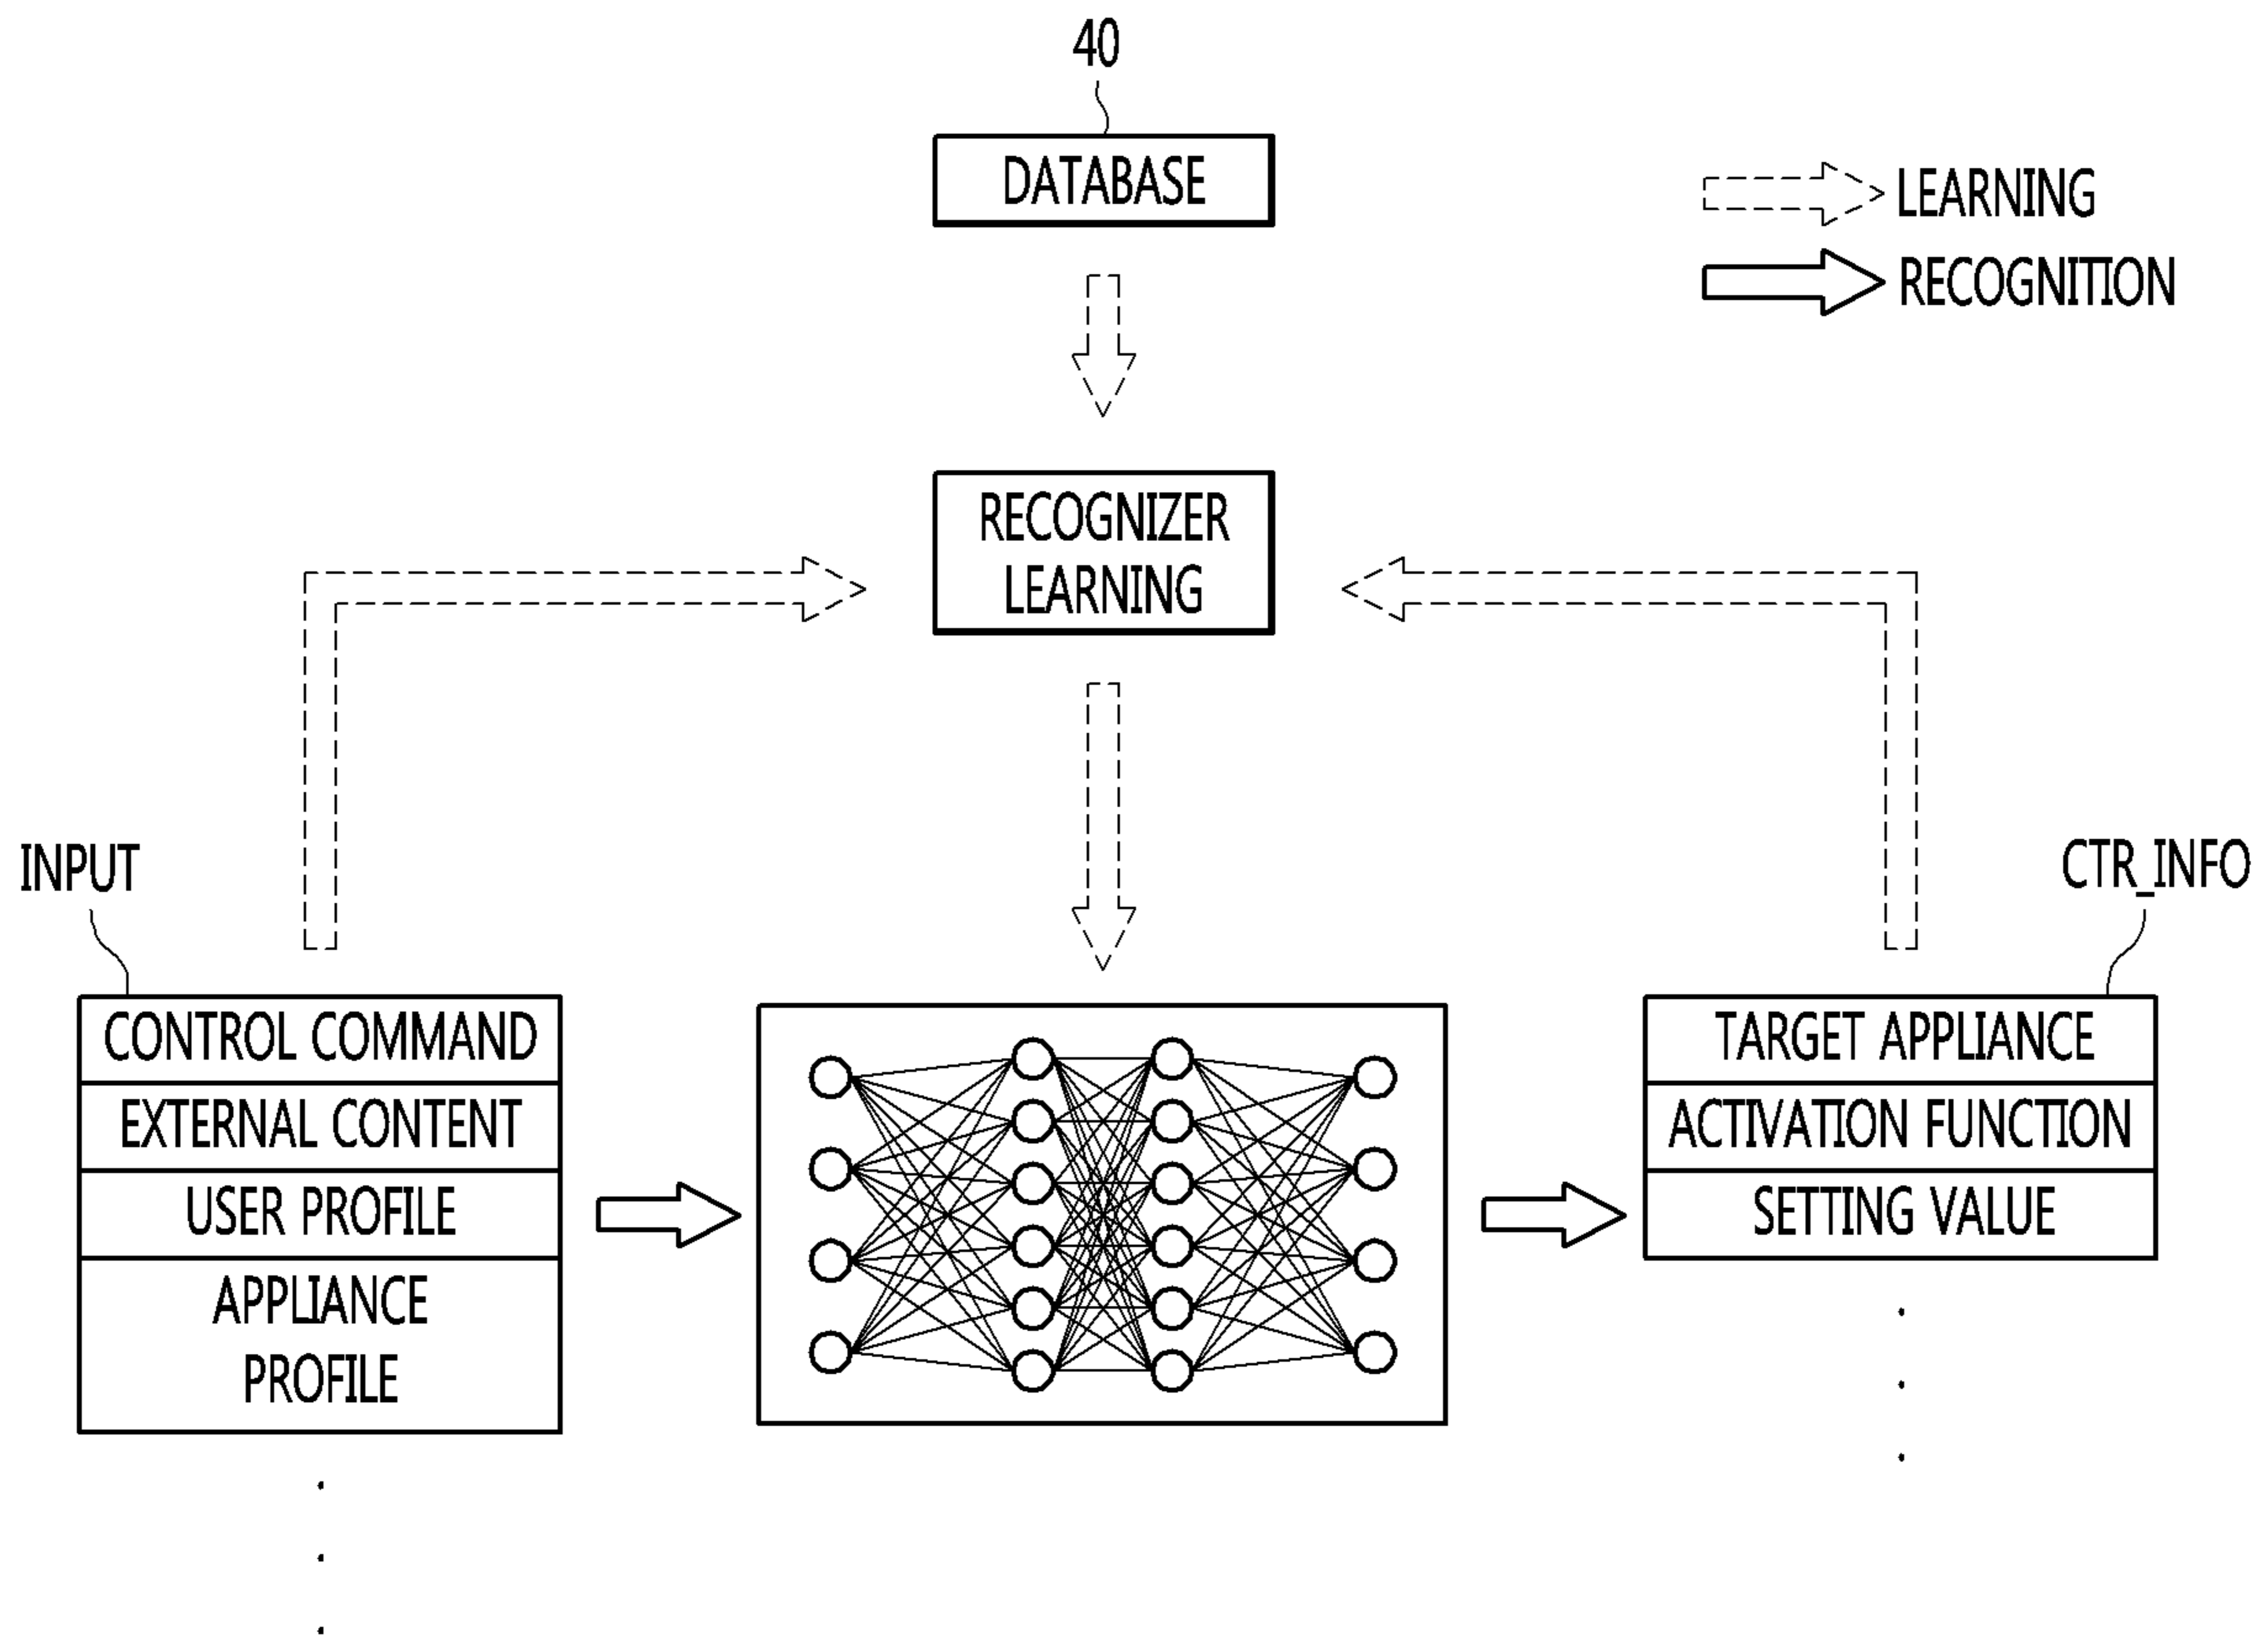 40
DATABASE
LEARNING
RECOGNITION
RECOGNIZER
LEARNING
INPUT
CTR_INFO
CONTROL COMMAND
EXTERNAL CONTENT
USER PROFILE
APPLIANCE
PROFILE
TARGET APPLIANCE
ACTIVATION FUNCTION
SETTING VALUE